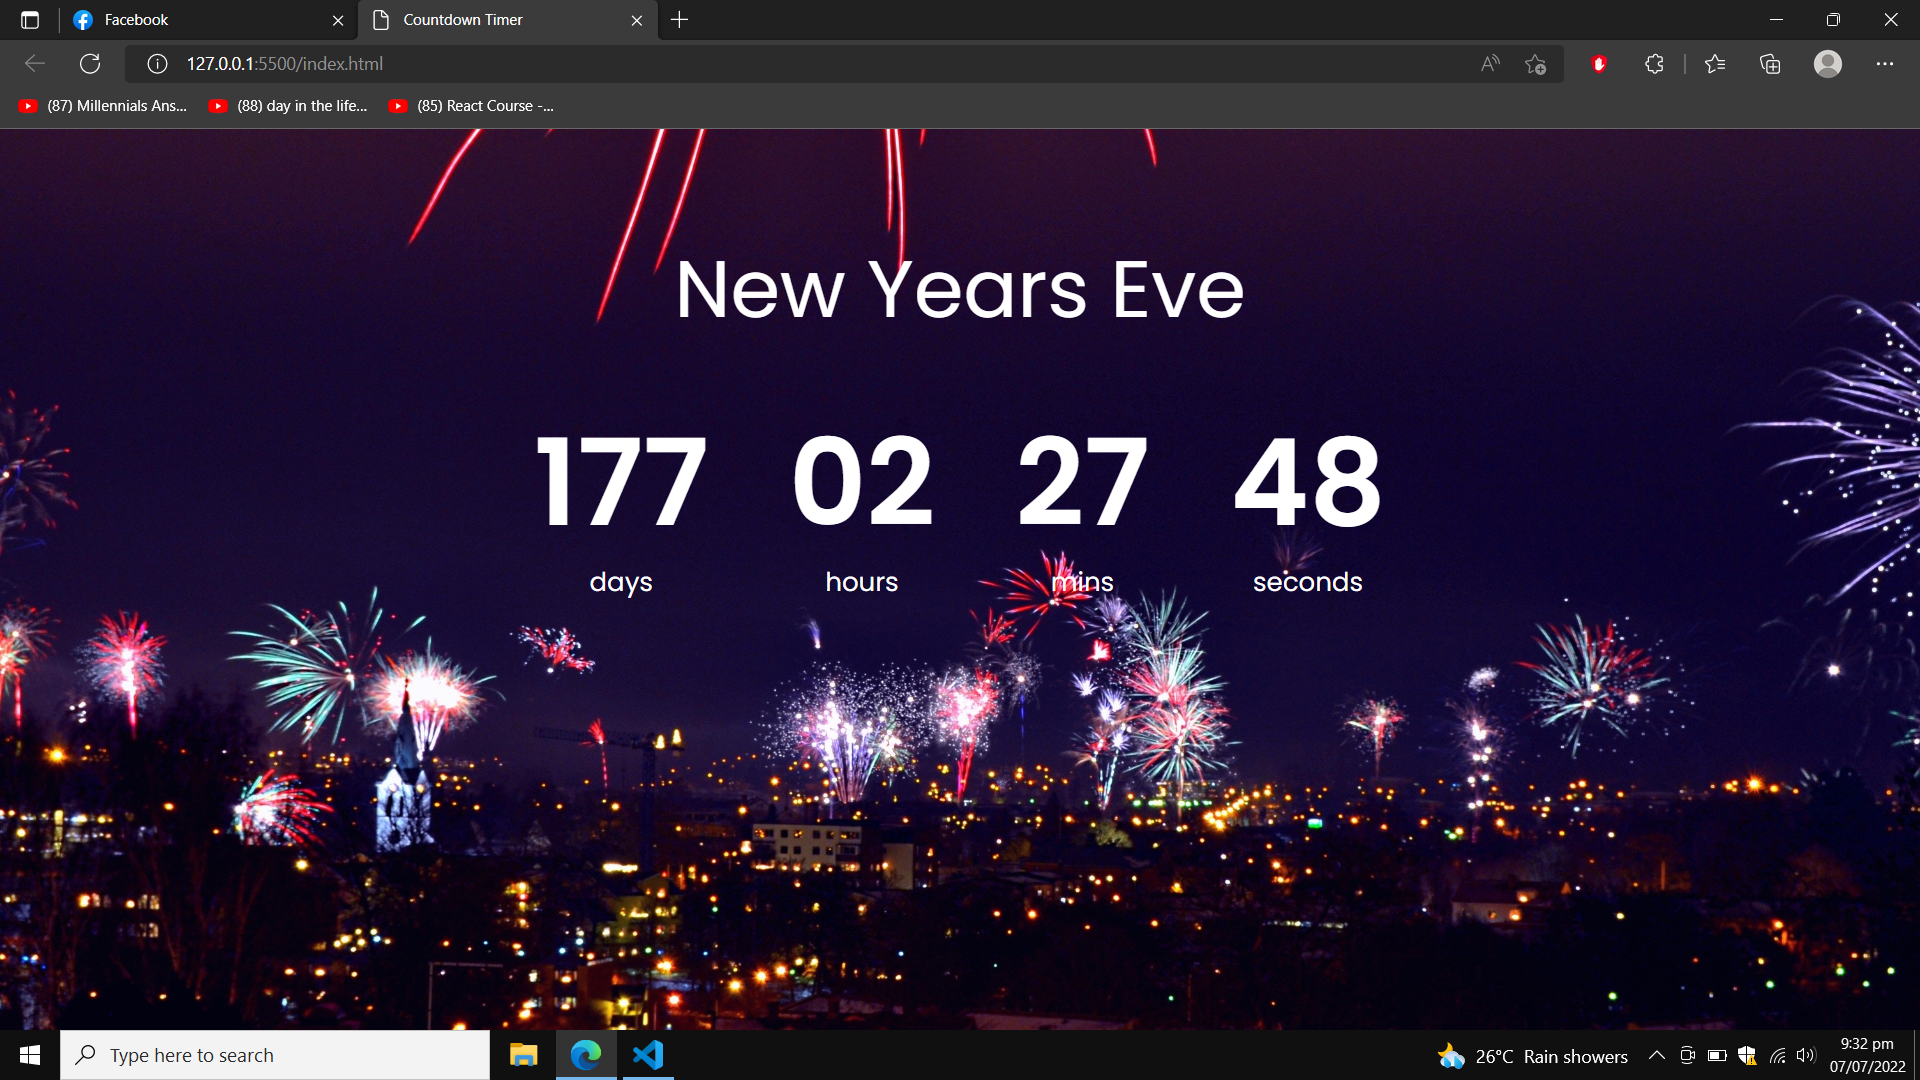 Facebook
Countdown Timer
127.0.0.1:5500/index.html
(87) Millennials Ans...
(88) day in the life...
(85) React Course -...
New Years Eve
177 02 27 48
days hours mins seconds
Type here to search
26°C Rain showers
9:32 pm
07/07/2022